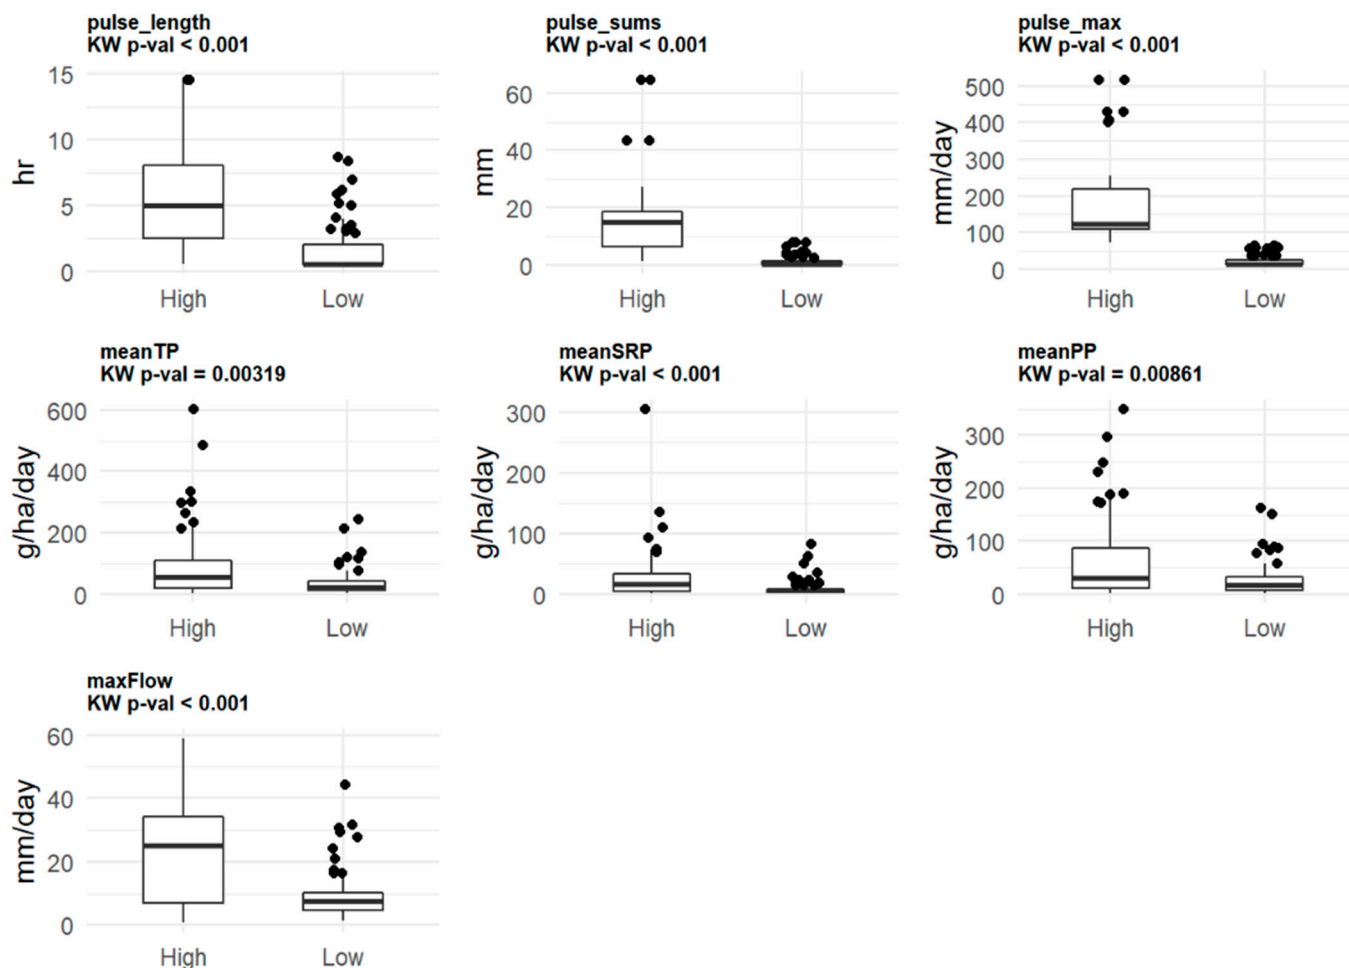 pulse_length
KW p-val < 0.001
hr
15
10
5
0
High Low
pulse_sums
KW p-val < 0.001
mm
60
40
20
0
High Low
pulse_max
KW p-val < 0.001
mm/day
500
400
300
200
100
0
High Low
meanTP
KW p-val = 0.00319
g/ha/day
600
400
200
0
High Low
meanSRP
KW p-val < 0.001
g/ha/day
300
200
100
0
High Low
meanPP
KW p-val = 0.00861
g/ha/day
300
200
100
0
High Low
maxFlow
KW p-val < 0.001
mm/day
60
40
20
0
High Low